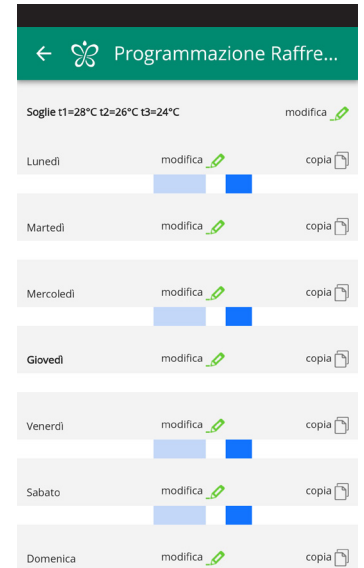 Programmazione Raffre...
Soglie t1=28°C t2=26°C t3=24°C modifica
Lunedì modifica copia
Martedì modifica copia
Mercoledì modifica copia
Giovedì modifica copia
Venerdì modifica copia
Sabato modifica copia
Domenica modifica copia